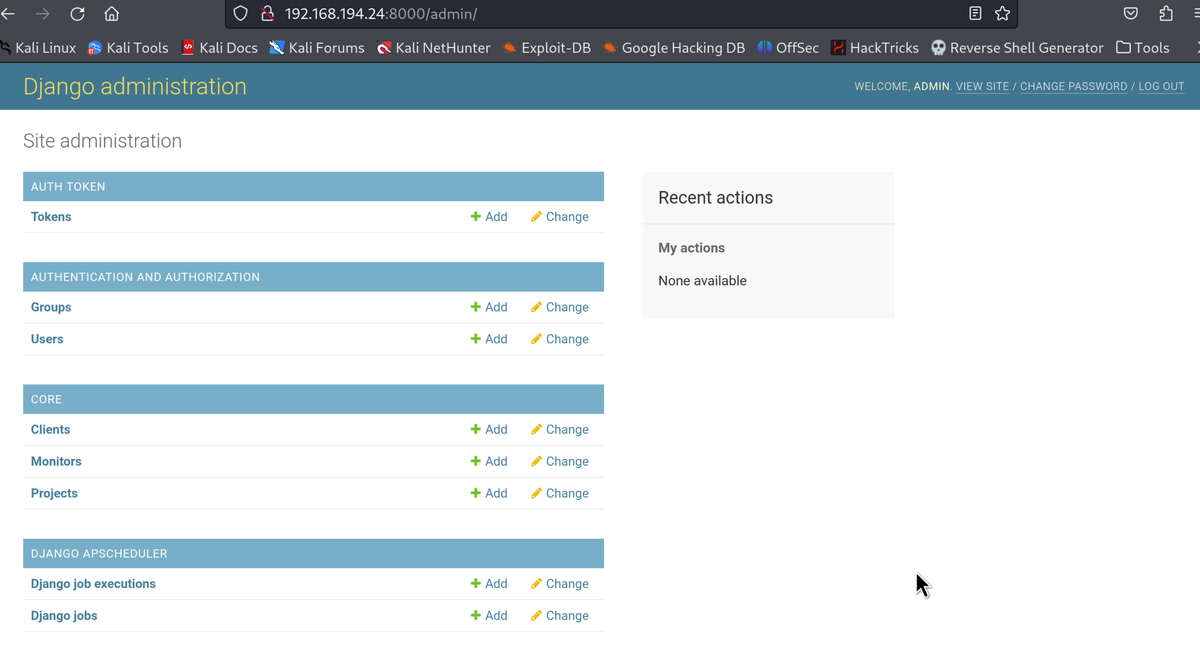 192.168.194.24:8000/admin/
Kali Linux Kali Tools Kali Docs Kali Forums Kali NetHunter Exploit-DB Google Hacking DB OffSec HackTricks Reverse Shell Generator Tools
Django administration
WELCOME, ADMIN. VIEW SITE / CHANGE PASSWORD / LOG OUT
Site administration
AUTH TOKEN
Tokens Add Change
AUTHENTICATION AND AUTHORIZATION
Groups Add Change
Users Add Change
CORE
Clients Add Change
Monitors Add Change
Projects Add Change
DJANGO APSCHEDULER
Django job executions Add Change
Django jobs Add Change
Recent actions
My actions
None available